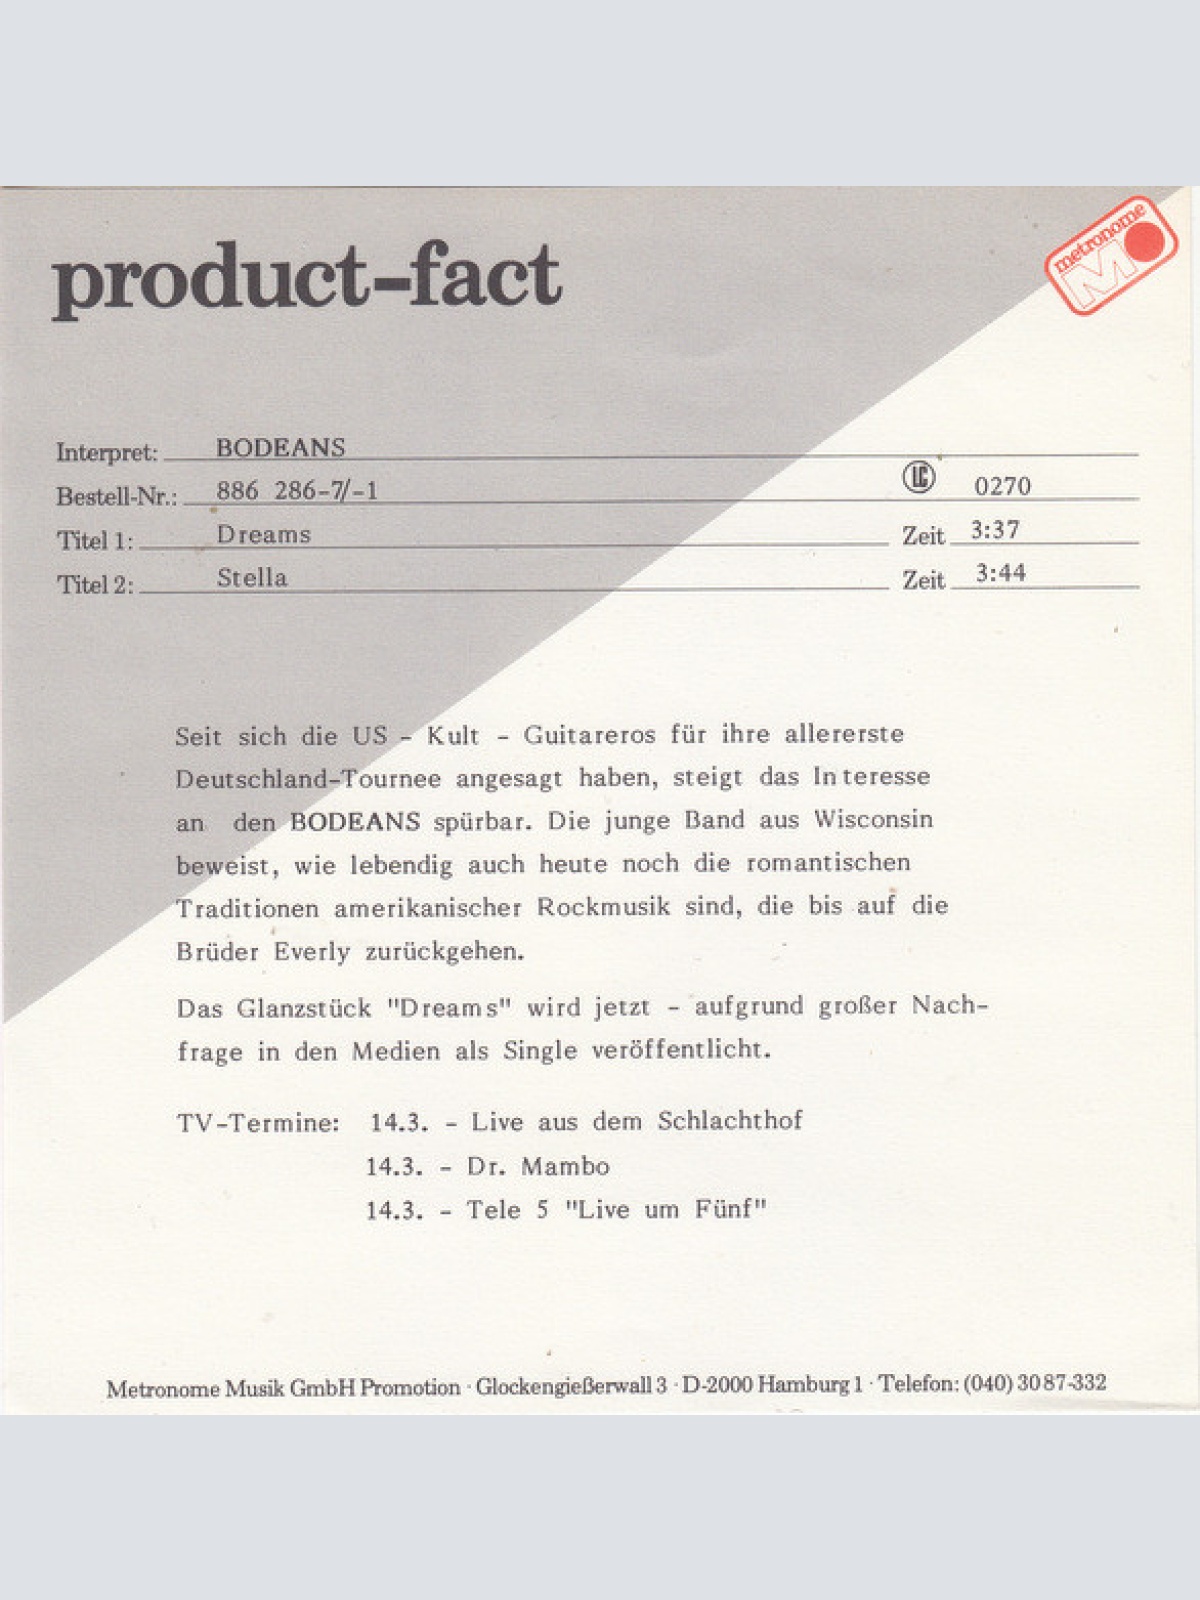 product-fact
metronome
M
Interpret: BODEANS
Bestell-Nr.: 886 286-7/-1 LC 0270
Titel 1: Dreams Zeit 3:37
Titel 2: Stella Zeit 3:44
Seit sich die US - Kult - Guitareros für ihre allererste
Deutschland-Tournee angesagt haben, steigt das Interesse
an den BODEANS spürbar. Die junge Band aus Wisconsin
beweist, wie lebendig auch heute noch die romantischen
Traditionen amerikanischer Rockmusik sind, die bis auf die
Brüder Everly zurückgehen.
Das Glanzstück "Dreams" wird jetzt - aufgrund großer Nach-
frage in den Medien als Single veröffentlicht.
TV-Termine: 14.3. - Live aus dem Schlachthof
14.3. - Dr. Mambo
14.3. - Tele 5 "Live um Fünf"
Metronome Musik GmbH Promotion · Glockengießerwall 3 · D-2000 Hamburg 1 · Telefon: (040) 30 87-332